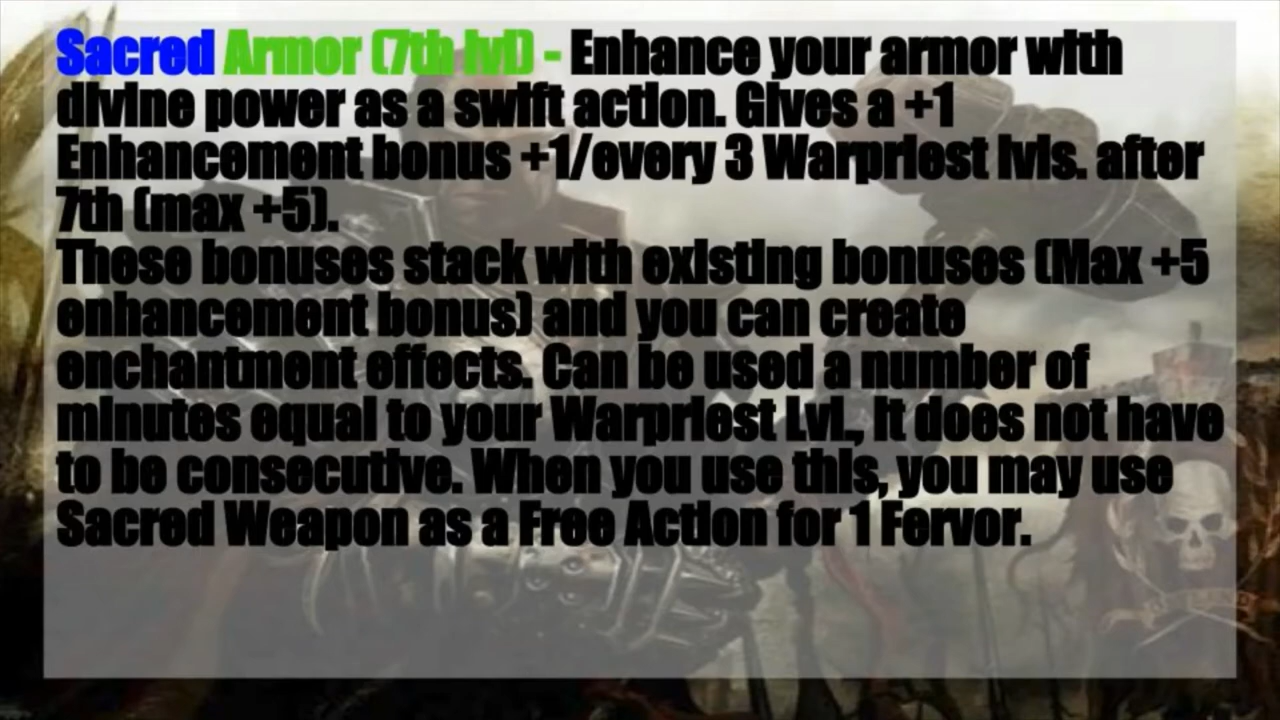 Sacred Armor (7th lvl) - Enhance your armor with
divine power as a swift action. Gives a +1
Enhancement bonus +1/every 3 Warpriest lvls. after
7th (max +5).
These bonuses stack with existing bonuses (Max +5
enhancement bonus) and you can create
enchantment effects. Can be used a number of
minutes equal to your Warpriest Lvl., it does not have
to be consecutive. When you use this, you may use
Sacred Weapon as a Free Action for 1 Fervor.